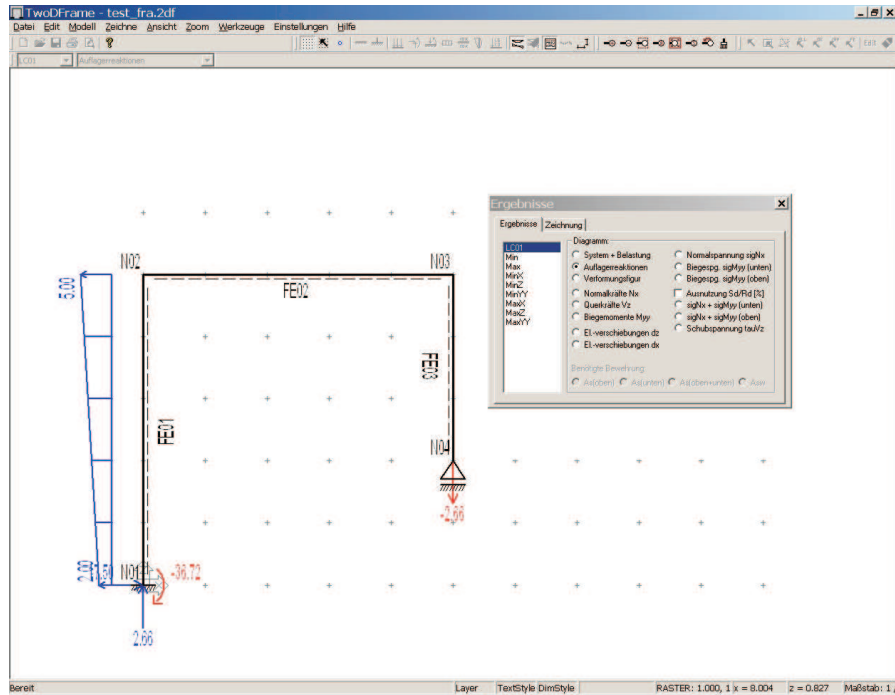 TwoDFrame - test_fra.2df
Datei Edit Modell Zeichne Ansicht Zoom Werkzeuge Einstellungen Hilfe
LC01 Auflagerreaktionen
Ergebnisse
Ergebnisse Zeichnung
LC01
Min
Max
MinX
MinZ
MinYY
MaxX
MaxZ
MaxYY
Diagramm:
System + Belastung
Auflagerreaktionen
Verformungsfigur
Normalkräfte Nx
Querkräfte Vz
Biegemomente Myy
El.-verschiebungen dz
El.-verschiebungen dx
Normalspannung sigNx
Biegespg. sigMyy (unten)
Biegespg. sigMyy (oben)
Ausnutzung Sd/Rd [%]
sigNx + sigMyy (unten)
sigNx + sigMyy (oben)
Schubspannung tauVz
Benötigte Bewehrung:
As(oben) As(unten) As(oben+unten) Asw
N02
N03
5.00
FE02
FE03
FE01
N04
-2.66
2.00
N01
-36.72
2.66
Bereit Layer TextStyle DimStyle RASTER: 1.000, 1 x = 8.004 z = 0.827 Maßstab: 1.